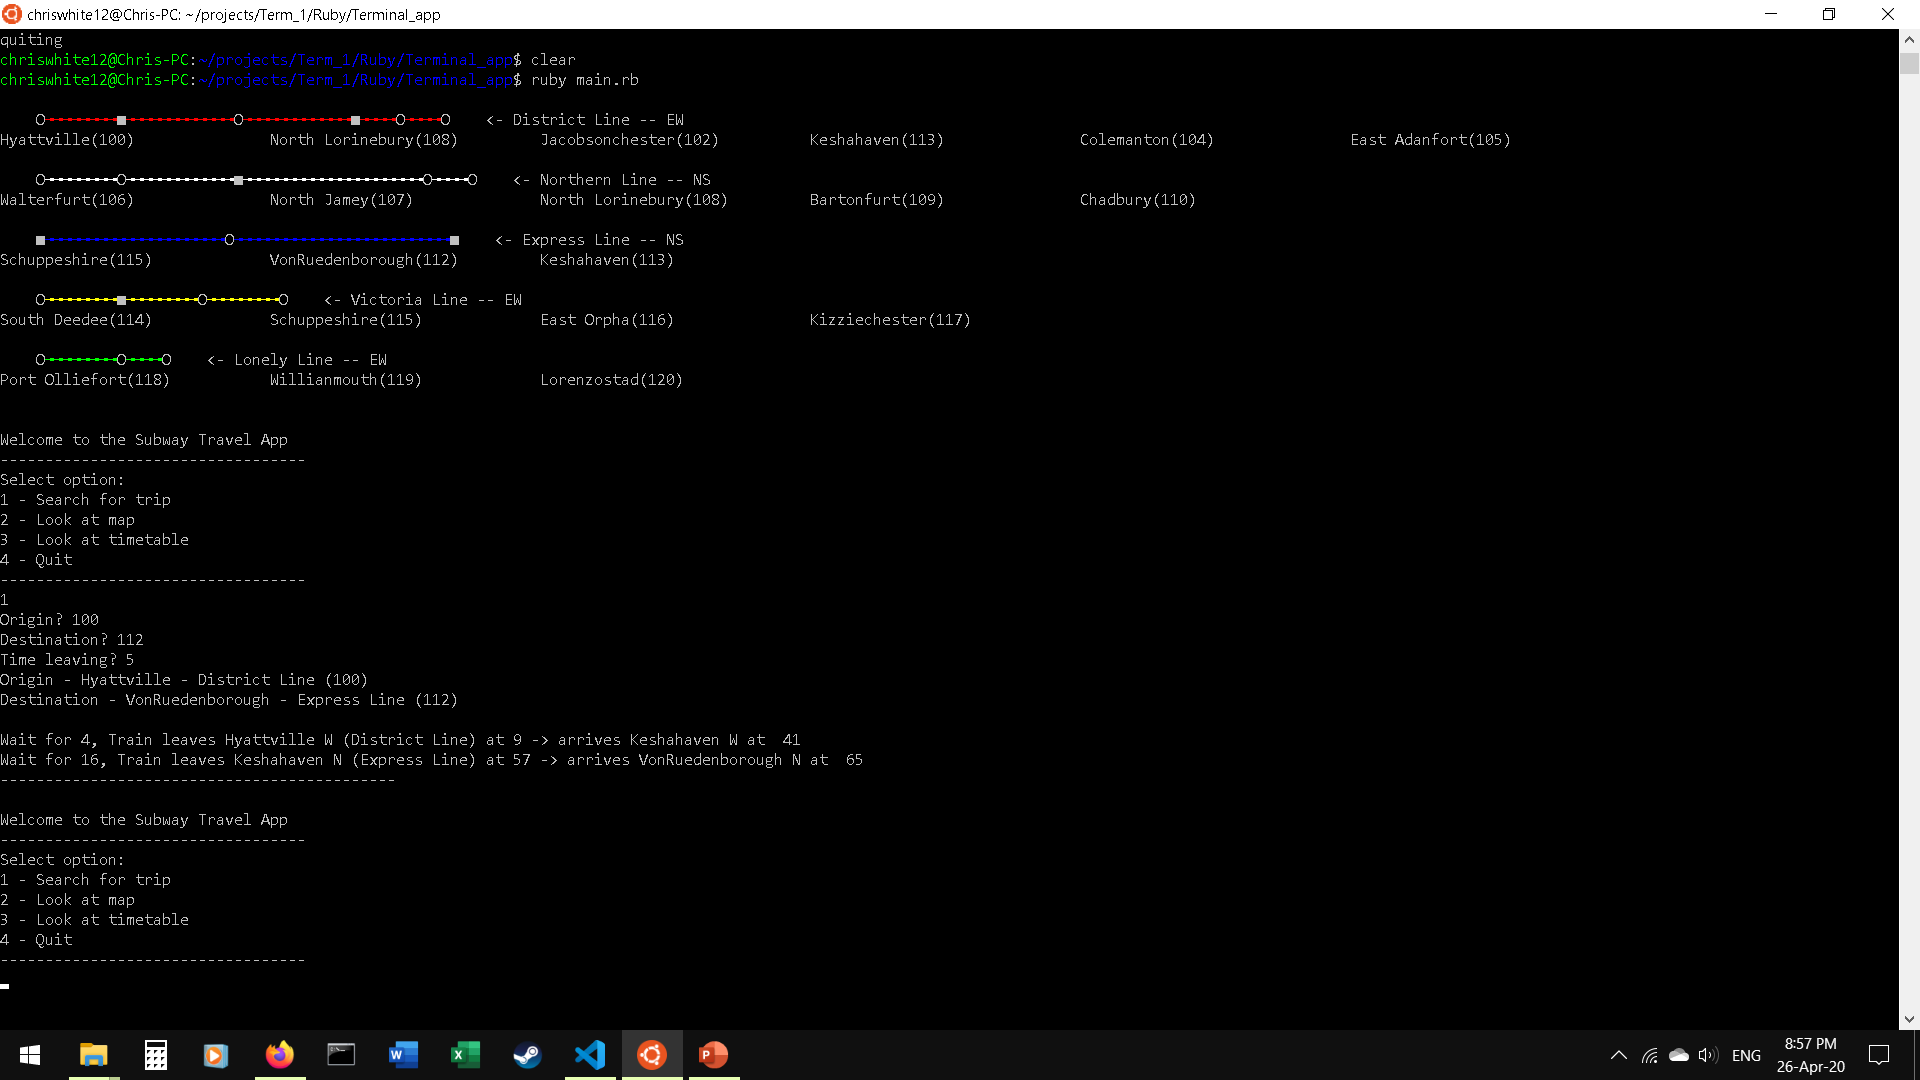 chriswhite12@Chris-PC: ~/projects/Term_1/Ruby/Terminal_app
quiting
chriswhite12@Chris-PC:~/projects/Term_1/Ruby/Terminal_app$ clear
chriswhite12@Chris-PC:~/projects/Term_1/Ruby/Terminal_app$ ruby main.rb
<- District Line -- EW
Hyattville(100) North Lorinebury(108) Jacobsonchester(102) Keshahaven(113) Colemanton(104) East Adanfort(105)
<- Northern Line -- NS
Walterfurt(106) North Jamey(107) North Lorinebury(108) Bartonfurt(109) Chadbury(110)
<- Express Line -- NS
Schuppeshire(115) VonRuedenborough(112) Keshahaven(113)
<- Victoria Line -- EW
South Deedee(114) Schuppeshire(115) East Orpha(116) Kizziechester(117)
<- Lonely Line -- EW
Port Olliefort(118) Willianmouth(119) Lorenzostad(120)
Welcome to the Subway Travel App
----------------------------------
Select option:
1 - Search for trip
2 - Look at map
3 - Look at timetable
4 - Quit
----------------------------------
1
Origin? 100
Destination? 112
Time leaving? 5
Origin - Hyattville - District Line (100)
Destination - VonRuedenborough - Express Line (112)
Wait for 4, Train leaves Hyattville W (District Line) at 9 -> arrives Keshahaven W at  41
Wait for 16, Train leaves Keshahaven N (Express Line) at 57 -> arrives VonRuedenborough N at  65
--------------------------------------------
Welcome to the Subway Travel App
----------------------------------
Select option:
1 - Search for trip
2 - Look at map
3 - Look at timetable
4 - Quit
----------------------------------
ENG
8:57 PM
26-Apr-20